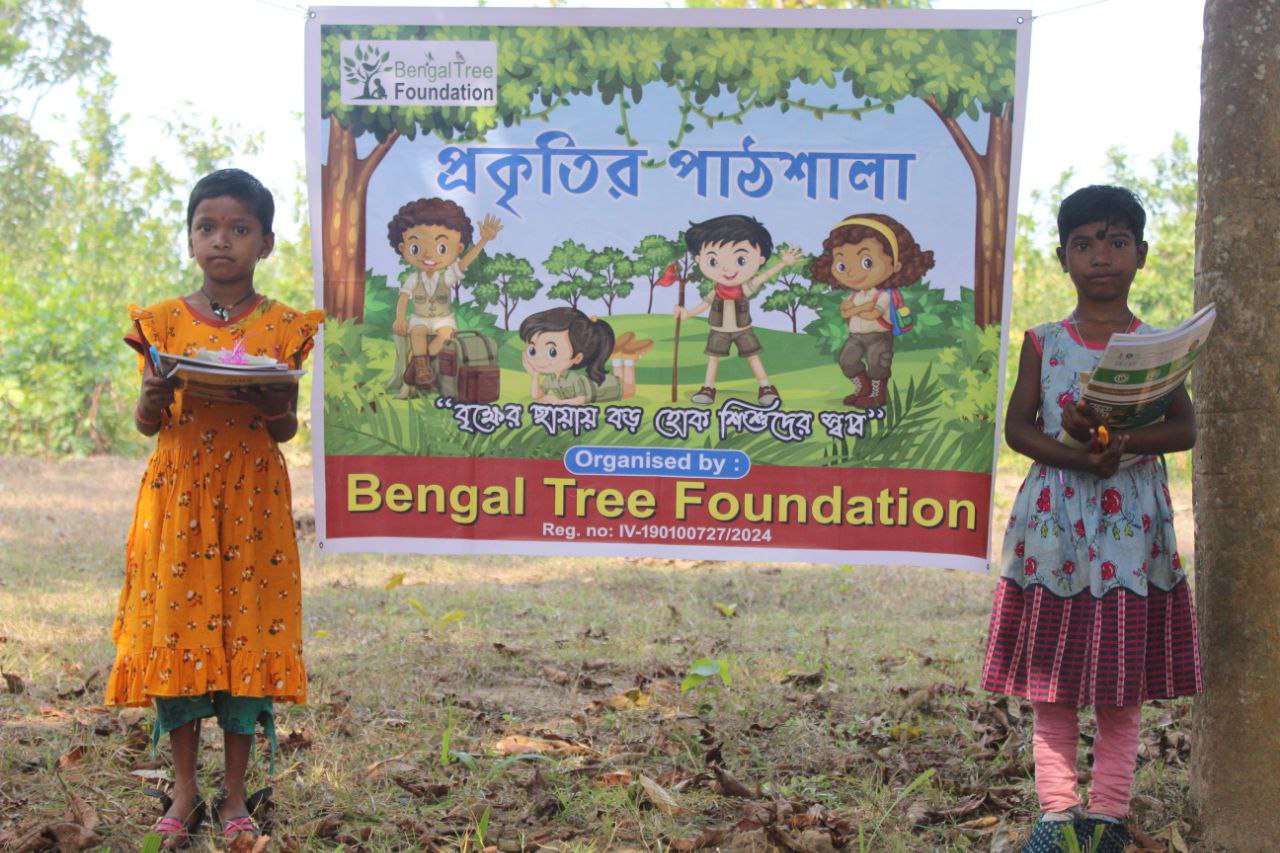 Bengal Tree
Foundation
প্রকৃতির পাঠশালা
“বৃক্ষের ছায়ায় বড় হোক শিশুদের স্বপ্ন”
Organised by :
Bengal Tree Foundation
Reg. no: IV-190100727/2024